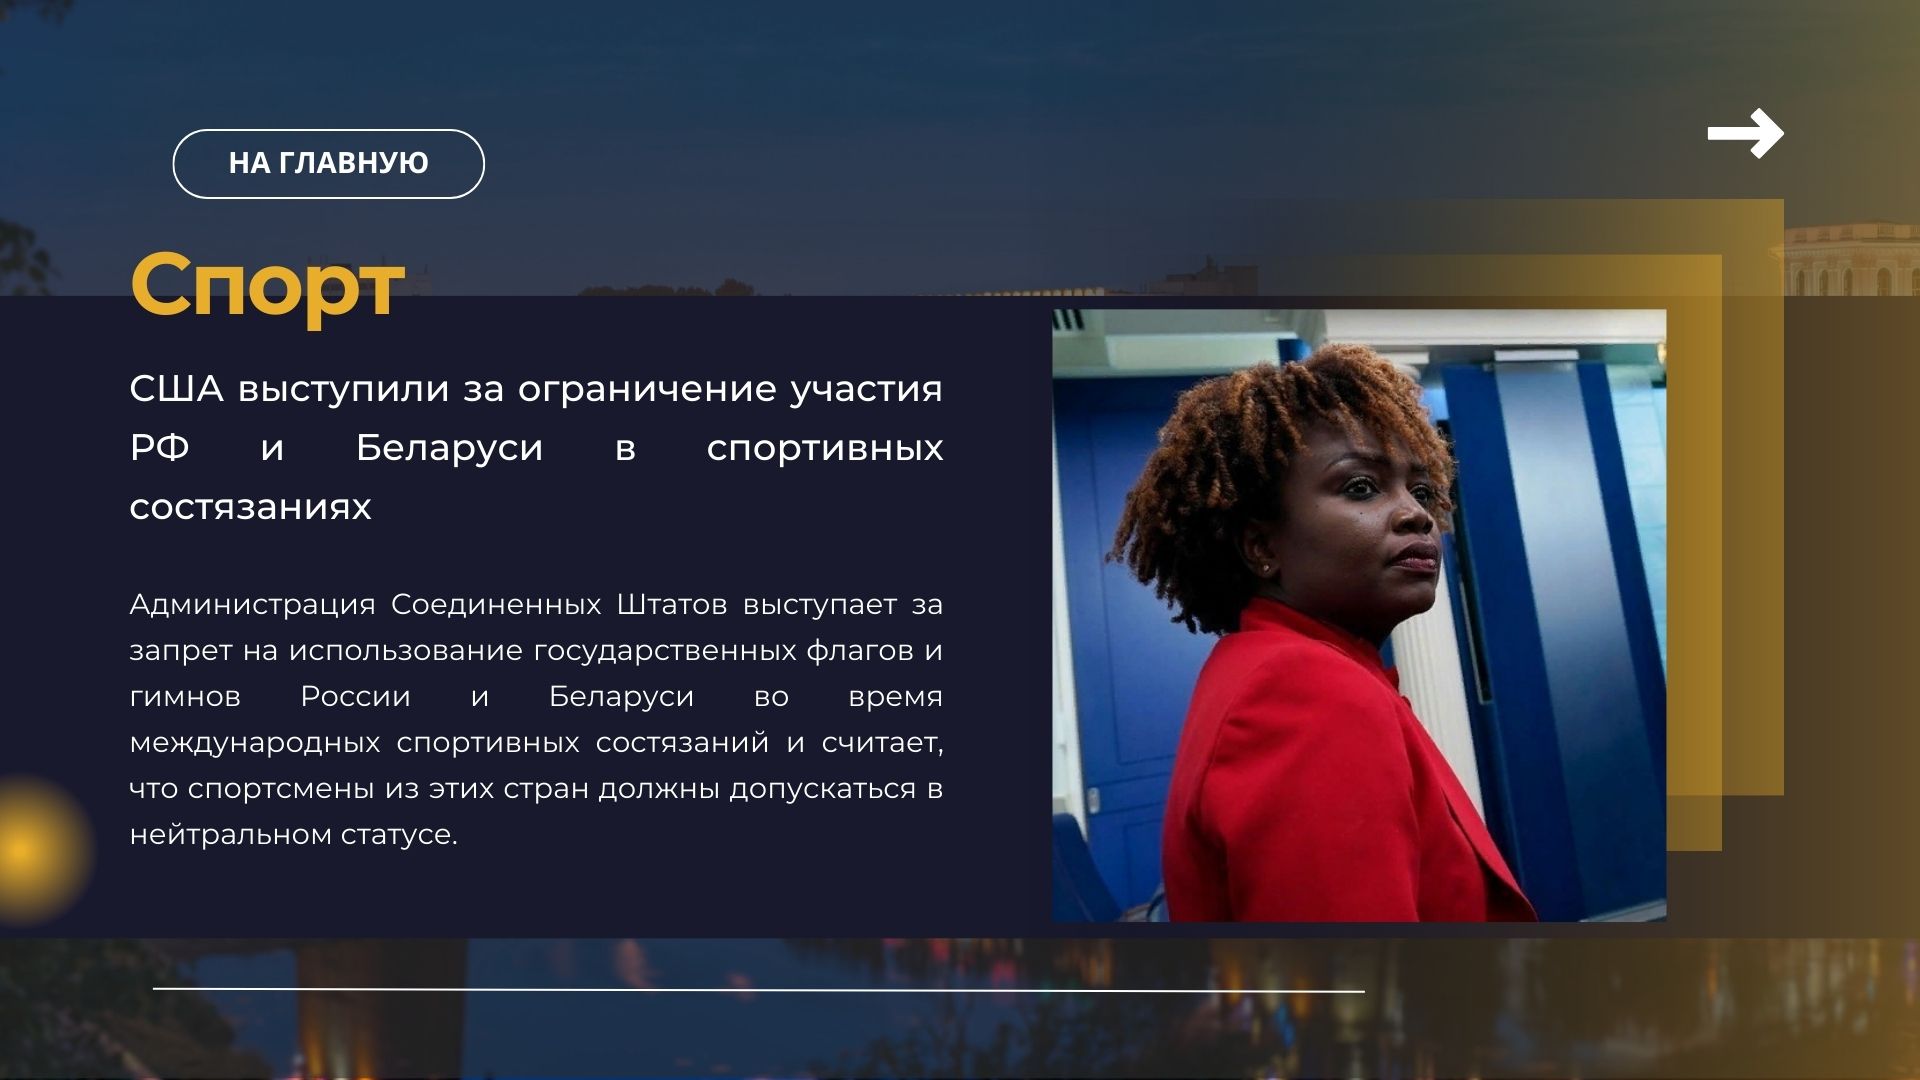 НА ГЛАВНУЮ
Спорт
США выступили за ограничение участия
РФ и Беларуси в спортивных
состязаниях
Администрация Соединенных Штатов выступает за
запрет на использование государственных флагов и
гимнов России и Беларуси во время
международных спортивных состязаний и считает,
что спортсмены из этих стран должны допускаться в
нейтральном статусе.